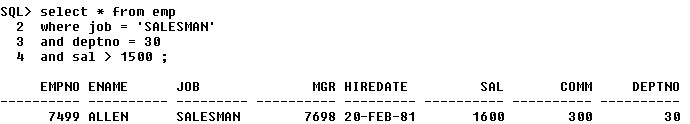 SQL> select * from emp
2 where job = 'SALESMAN'
3 and deptno = 30
4 and sal > 1500 ;
EMPNO ENAME JOB MGR HIREDATE SAL COMM DEPTNO
---------- ---------- --------- ---------- --------- ---------- ---------- ----------
7499 ALLEN SALESMAN 7698 20-FEB-81 1600 300 30